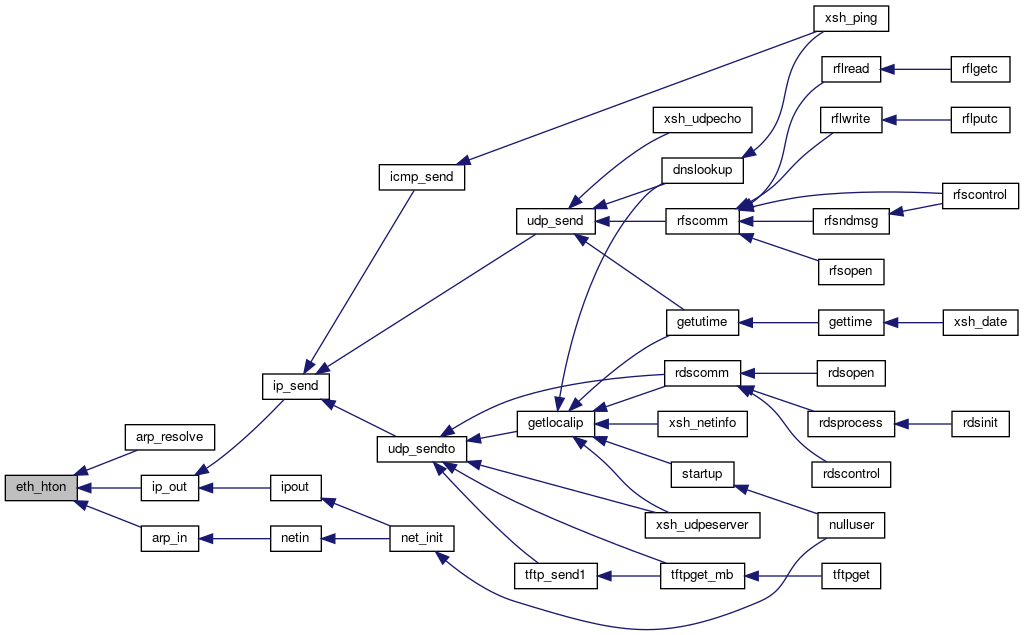 xsh_ping
rflread
rflgetc
xsh_udpecho
rflwrite
rflputc
icmp_send
dnslookup
rfscontrol
udp_send
rfscomm
rfsndmsg
rfsopen
getutime
gettime
xsh_date
ip_send
rdscomm
rdsopen
arp_resolve
udp_sendto
getlocalip
xsh_netinfo
rdsprocess
rdsinit
eth_hton
ip_out
ipout
startup
rdscontrol
arp_in
netin
net_init
xsh_udpeserver
nulluser
tftp_send1
tftpget_mb
tftpget